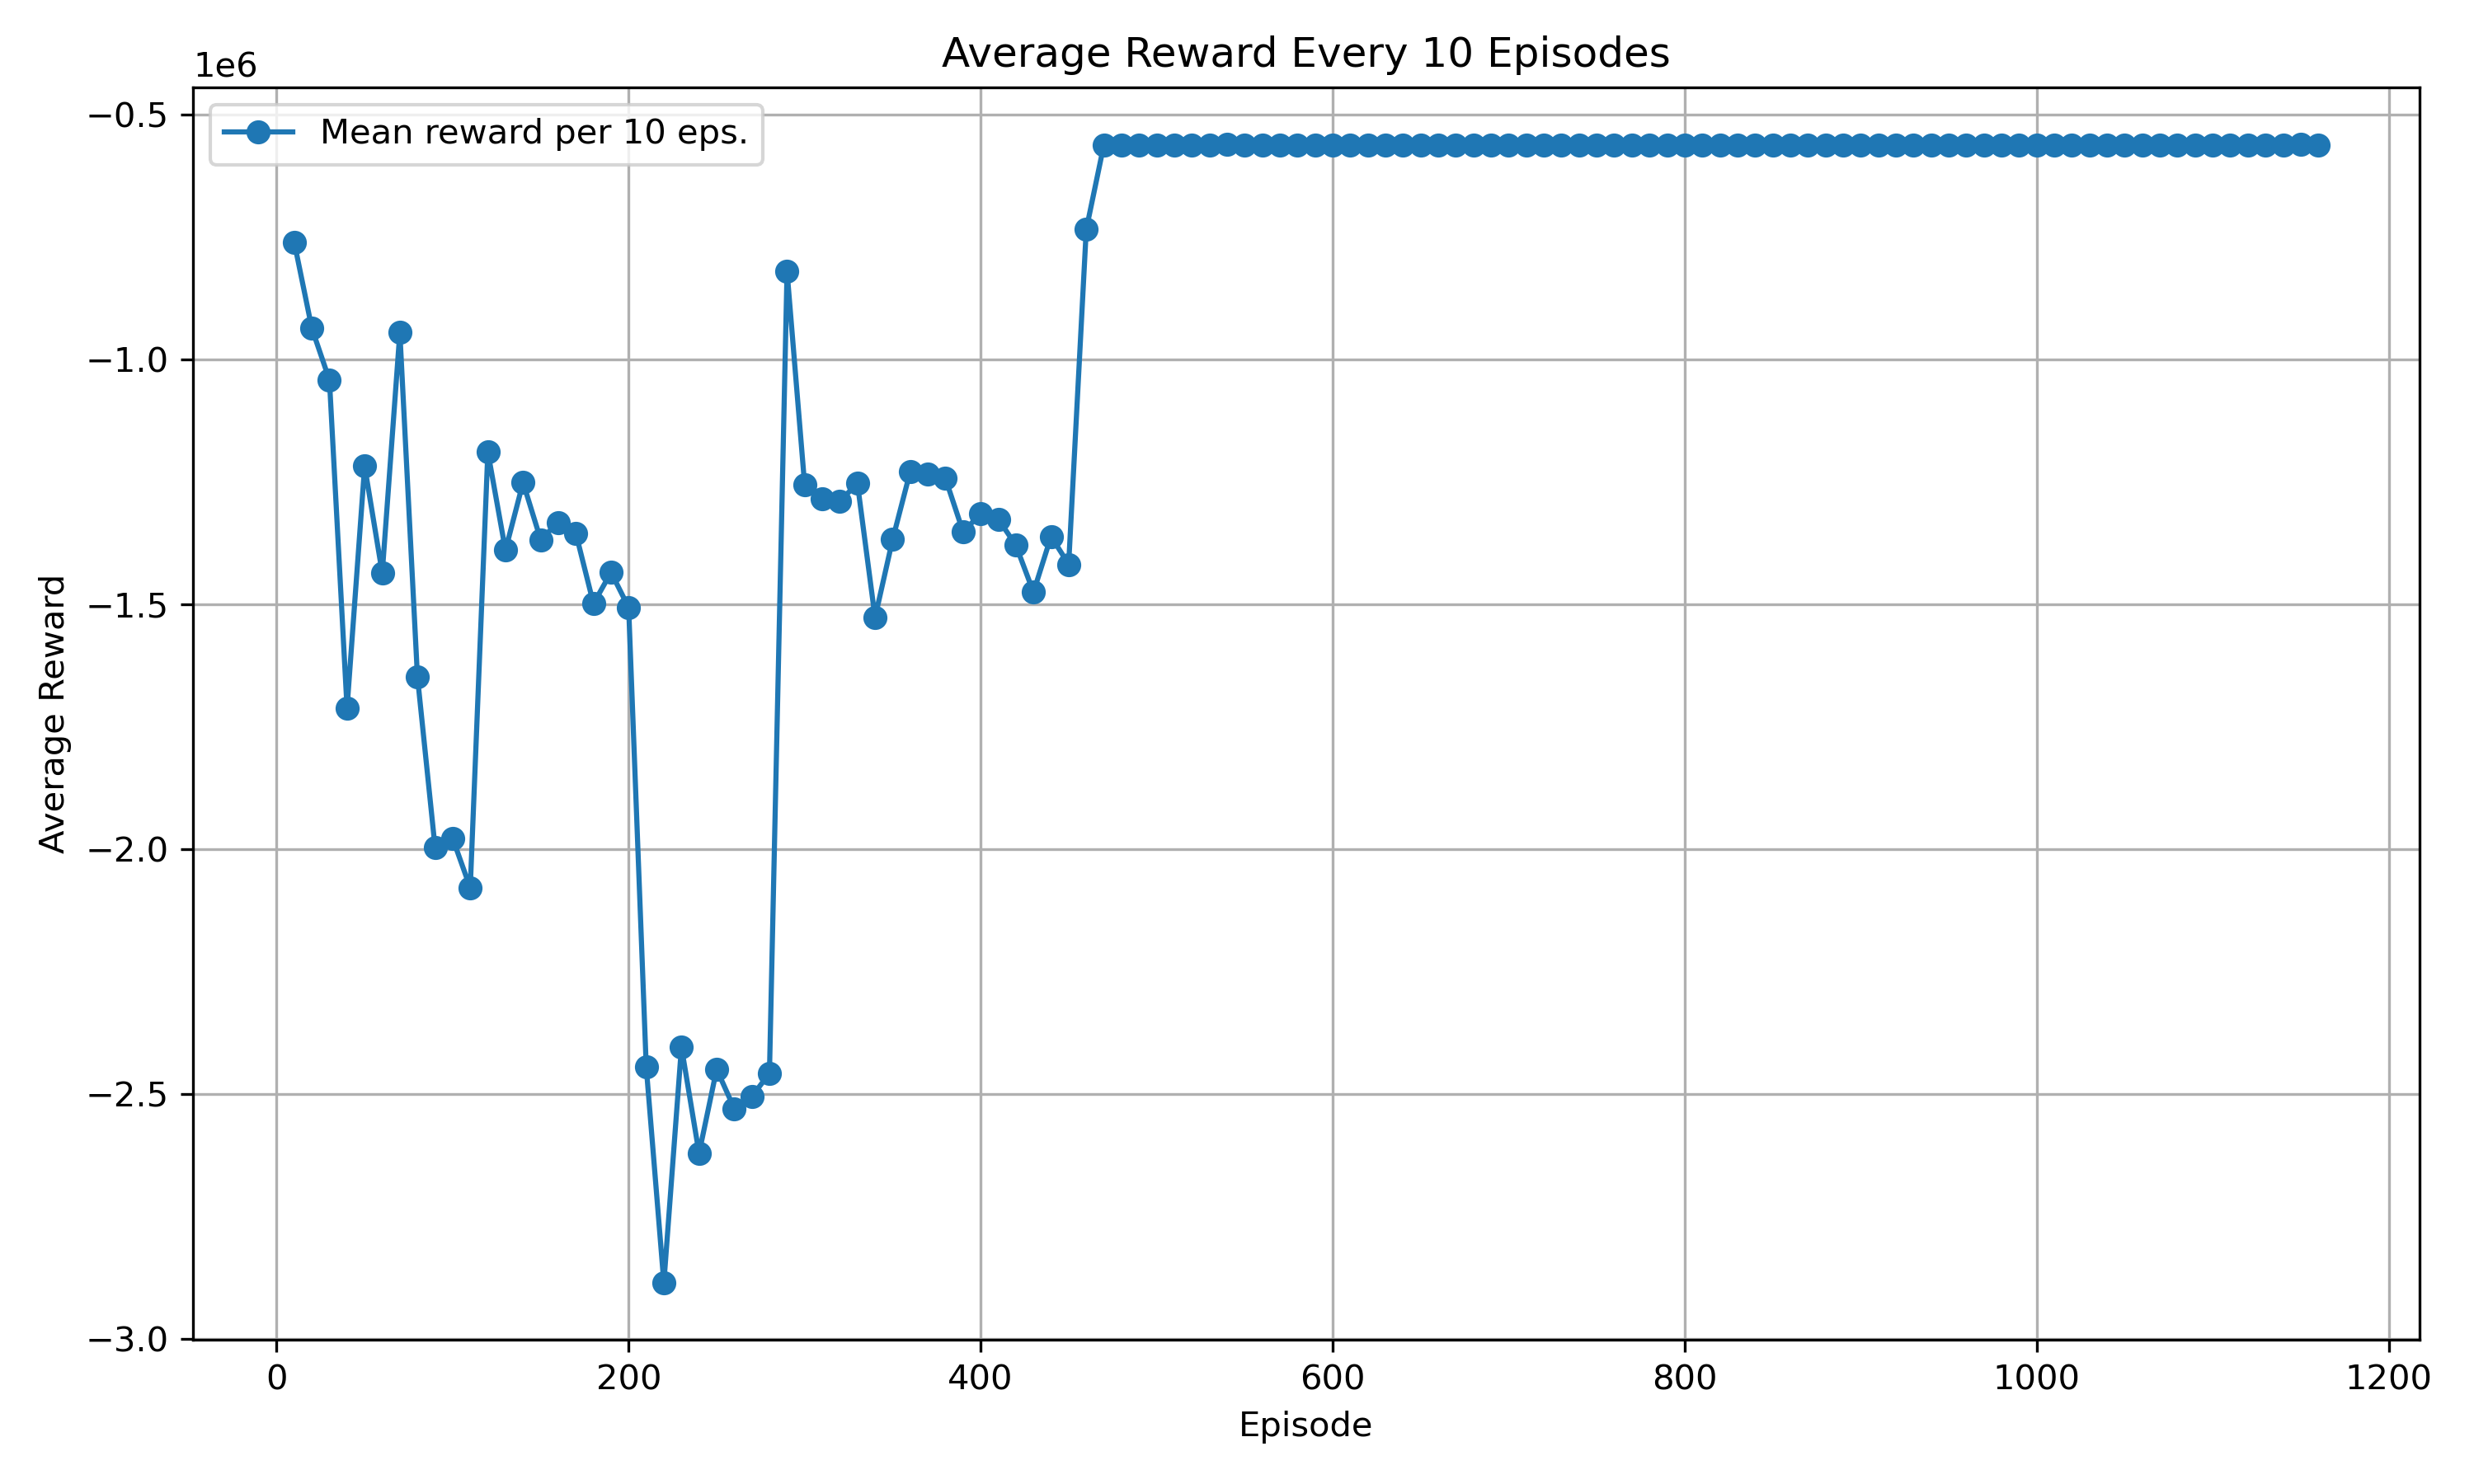 Average Reward Every 10 Episodes
1e6
Mean reward per 10 eps.
−0.5
−1.0
−1.5
−2.0
−2.5
−3.0
Average Reward
0 200 400 600 800 1000 1200
Episode